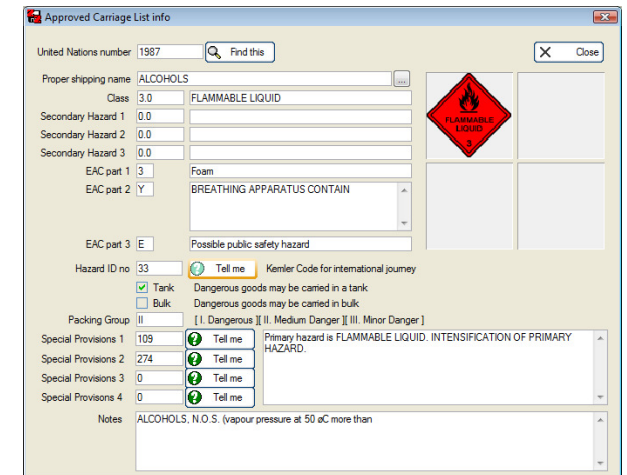 Approved Carriage List info
United Nations number 1987 Find this Close
Proper shipping name ALCOHOLS ...
Class 3.0 FLAMMABLE LIQUID
Secondary Hazard 1 0.0
Secondary Hazard 2 0.0
Secondary Hazard 3 0.0
FLAMMABLE
LIQUID
3
EAC part 1 3 Foam
EAC part 2 Y BREATHING APPARATUS CONTAIN
EAC part 3 E Possible public safety hazard
Hazard ID no 33 Tell me Kemler Code for international journey
Tank Dangerous goods may be carried in a tank
Bulk Dangerous goods may be carried in bulk
Packing Group II [ I. Dangerous ][ II. Medium Danger ][ III. Minor Danger ]
Special Provisions 1 109 Tell me Primary hazard is FLAMMABLE LIQUID. INTENSIFICATION OF PRIMARY
HAZARD.
Special Provisions 2 274 Tell me
Special Provisions 3 0 Tell me
Special Provisons 4 0 Tell me
Notes ALCOHOLS, N.O.S. (vapour pressure at 50 øC more than